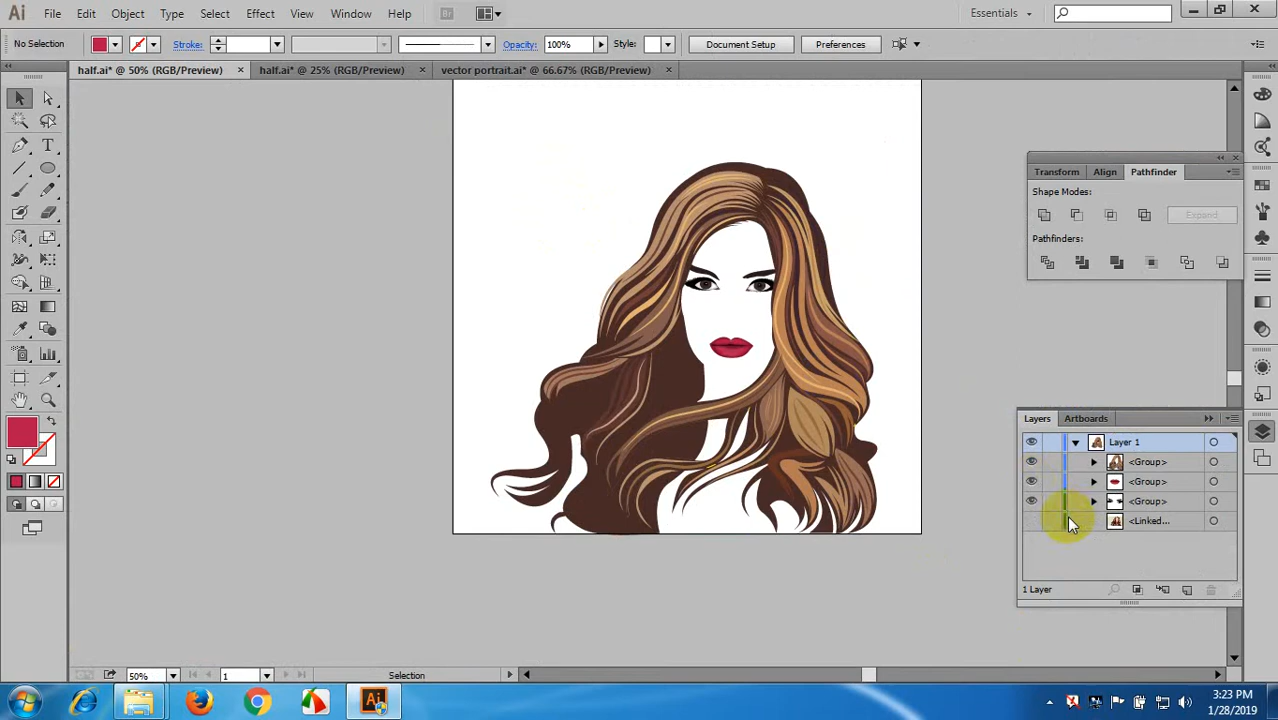 Ai File Edit Object Type Select Effect View Window Help Br Essentials
No Selection Stroke: Opacity: 100% Style: Document Setup Preferences
half.ai* @ 50% (RGB/Preview) × half.ai* @ 25% (RGB/Preview) × vector portrait.ai* @ 66.67% (RGB/Preview) ×
Transform Align Pathfinder
Shape Modes:
Expand
Pathfinders:
Layers Artboards
Layer 1
<Group>
<Group>
<Group>
<Linked...
1 Layer
50% 1 Selection
Ai
3:23 PM
1/28/2019